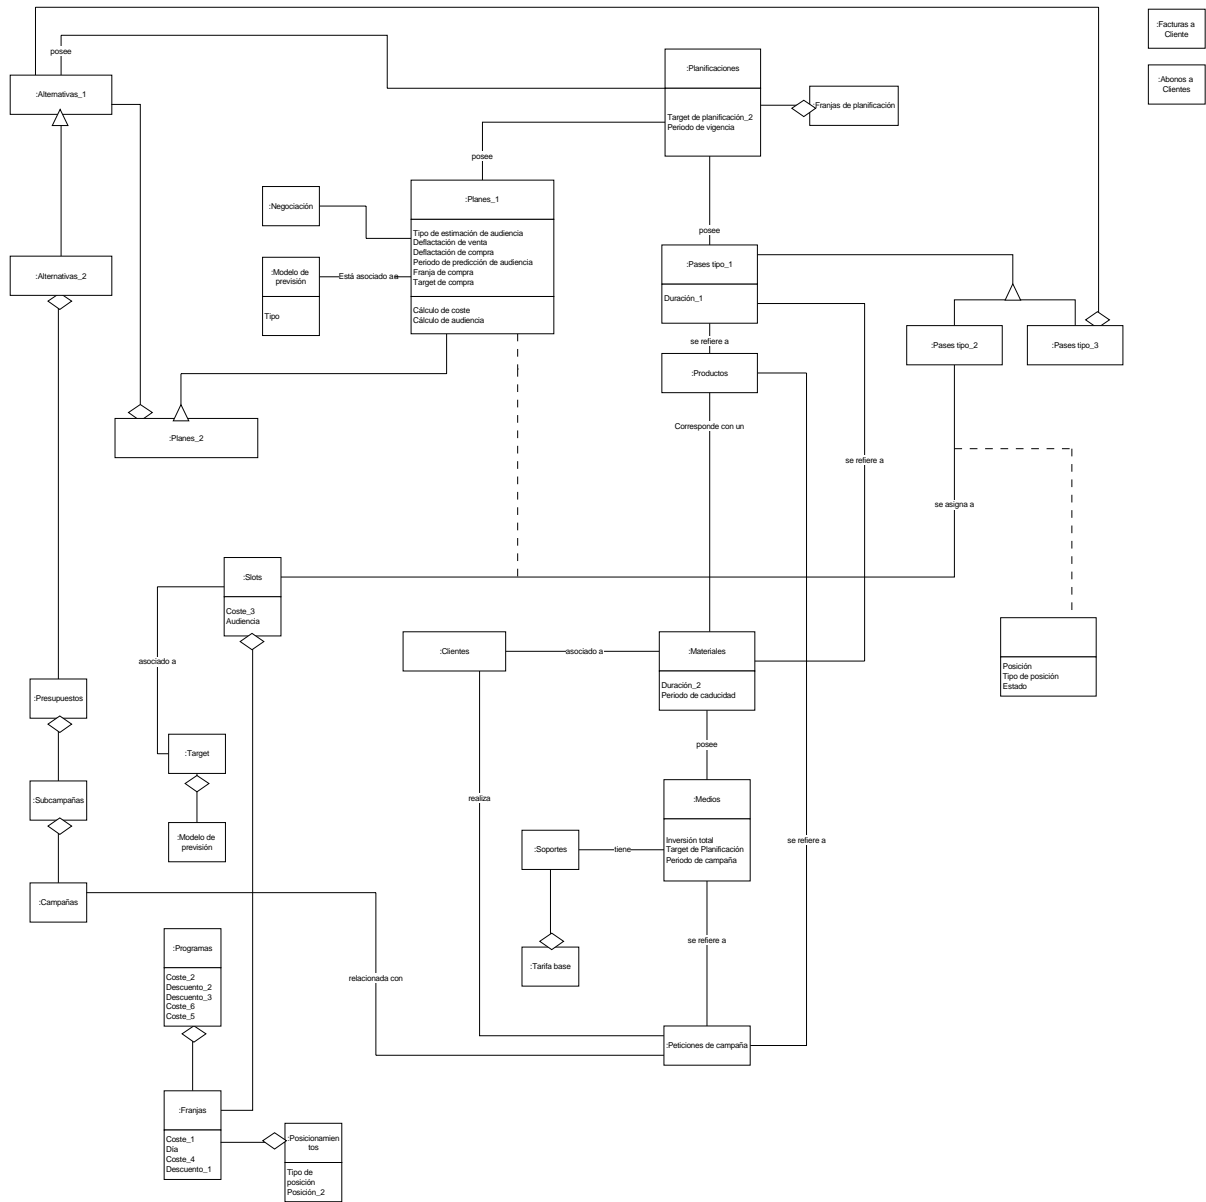 :Facturas a
Cliente
posee
:Planificaciones
:Abonos a
Clientes
:Alternativas_1
:Franjas de planificación
Target de planificación_2
Periodo de vigencia
posee
:Negociación
:Planes_1
posee
Tipo de estimación de audiencia
Deflactación de venta
Deflactación de compra
Periodo de predicción de audiencia
Franja de compra
Target de compra
:Alternativas_2
:Modelo de
previsión
Está asociado a
:Pases tipo_1
Duración_1
Tipo
Cálculo de coste
Cálculo de audiencia
se refiere a
:Pases tipo_2
:Pases tipo_3
:Productos
Corresponde con un
:Planes_2
se refiere a
se asigna a
:Slots
Coste_3
Audiencia
:Clientes
asociado a
:Materiales
asociado a
Posición
Tipo de posición
Estado
Duración_2
Periodo de caducidad
:Presupuestos
posee
:Target
:Subcampañas
realiza
:Medios
:Modelo de
previsión
:Soportes
tiene
Inversión total
Target de Planificación
Periodo de campaña
se refiere a
:Campañas
:Programas
se refiere a
:Tarifa base
Coste_2
Descuento_2
Descuento_3
Coste_6
Coste_5
relacionada con
:Peticiones de campaña
:Franjas
Coste_1
Día
Coste_4
Descuento_1
:Posicionamien
tos
Tipo de
posición
Posición_2